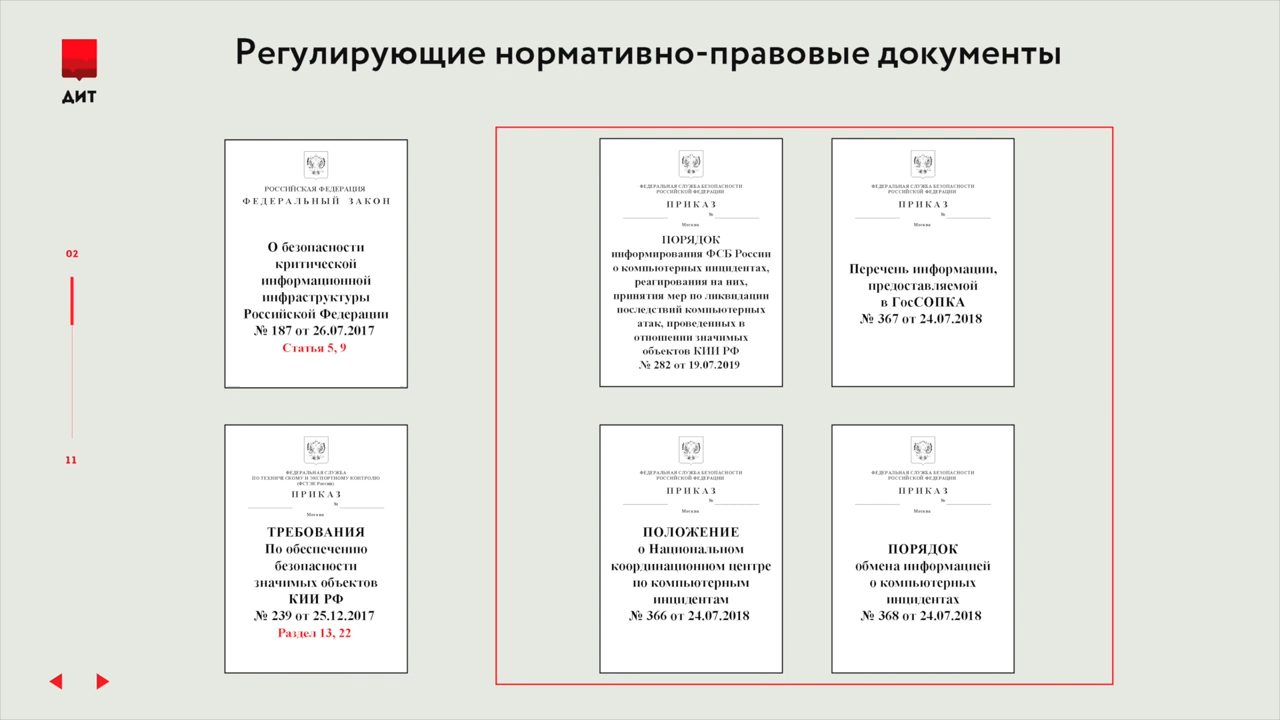 Регулирующие нормативно-правовые документы
ДИТ
02
11
РОССИЙСКАЯ ФЕДЕРАЦИЯ
ФЕДЕРАЛЬНЫЙ ЗАКОН
О безопасности
критической
информационной
инфраструктуры
Российской Федерации
№ 187 от 26.07.2017
Статья 5, 9
ФЕДЕРАЛЬНАЯ СЛУЖБА БЕЗОПАСНОСТИ
РОССИЙСКОЙ ФЕДЕРАЦИИ
ПРИКАЗ
№
Москва
ПОРЯДОК
информирования ФСБ России
о компьютерных инцидентах,
реагирования на них,
принятия мер по ликвидации
последствий компьютерных
атак, проведенных в
отношении значимых
объектов КИИ РФ
№ 282 от 19.07.2019
ФЕДЕРАЛЬНАЯ СЛУЖБА БЕЗОПАСНОСТИ
РОССИЙСКОЙ ФЕДЕРАЦИИ
ПРИКАЗ
№
Москва
Перечень информации,
предоставляемой
в ГосСОПКА
№ 367 от 24.07.2018
ФЕДЕРАЛЬНАЯ СЛУЖБА
ПО ТЕХНИЧЕСКОМУ И ЭКСПОРТНОМУ КОНТРОЛЮ
(ФСТЭК России)
ПРИКАЗ
№
Москва
ТРЕБОВАНИЯ
По обеспечению
безопасности
значимых объектов
КИИ РФ
№ 239 от 25.12.2017
Раздел 13, 22
ФЕДЕРАЛЬНАЯ СЛУЖБА БЕЗОПАСНОСТИ
РОССИЙСКОЙ ФЕДЕРАЦИИ
ПРИКАЗ
№
Москва
ПОЛОЖЕНИЕ
о Национальном
координационном центре
по компьютерным
инцидентам
№ 366 от 24.07.2018
ФЕДЕРАЛЬНАЯ СЛУЖБА БЕЗОПАСНОСТИ
РОССИЙСКОЙ ФЕДЕРАЦИИ
ПРИКАЗ
№
Москва
ПОРЯДОК
обмена информацией
о компьютерных
инцидентах
№ 368 от 24.07.2018